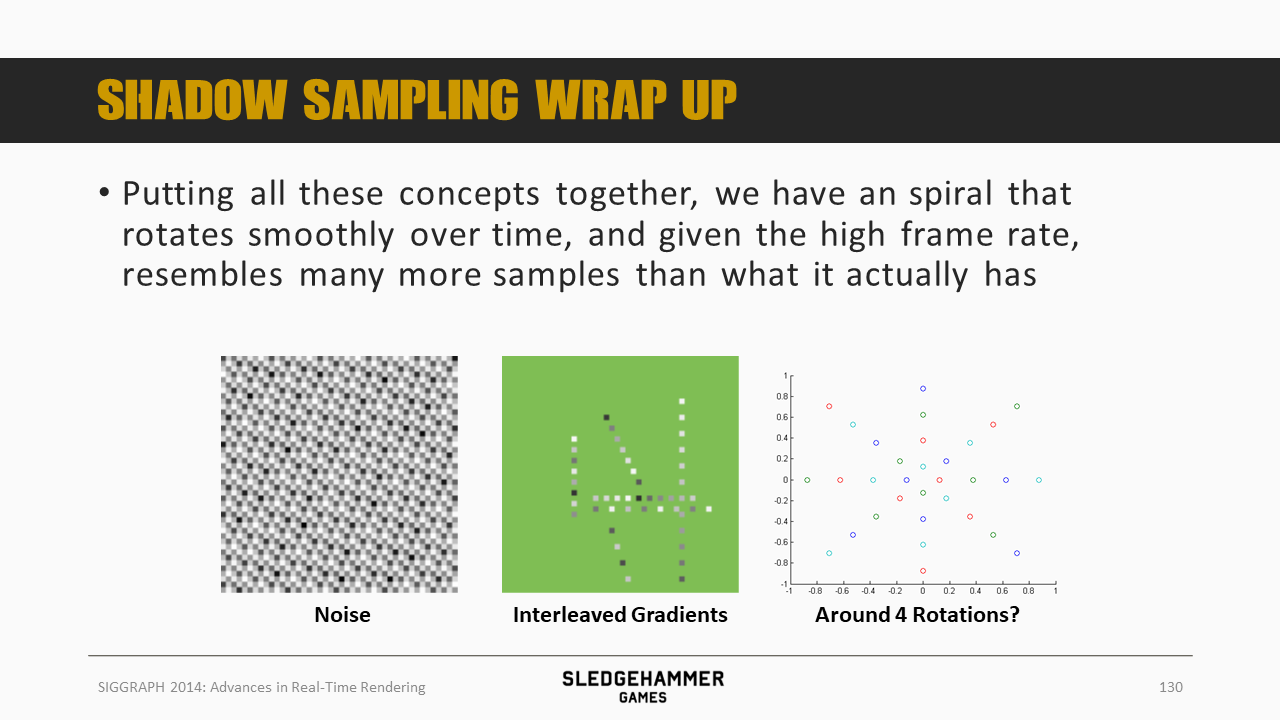 SHADOW SAMPLING WRAP UP
• Putting all these concepts together, we have an spiral that
rotates smoothly over time, and given the high frame rate,
resembles many more samples than what it actually has
1
0.8
0.6
0.4
0.2
0
-0.2
-0.4
-0.6
-0.8
-1
-1 -0.8 -0.6 -0.4 -0.2 0 0.2 0.4 0.6 0.8 1
Noise
Interleaved Gradients
Around 4 Rotations?
SIGGRAPH 2014: Advances in Real-Time Rendering
SLEDGEHAMMER
GAMES
130